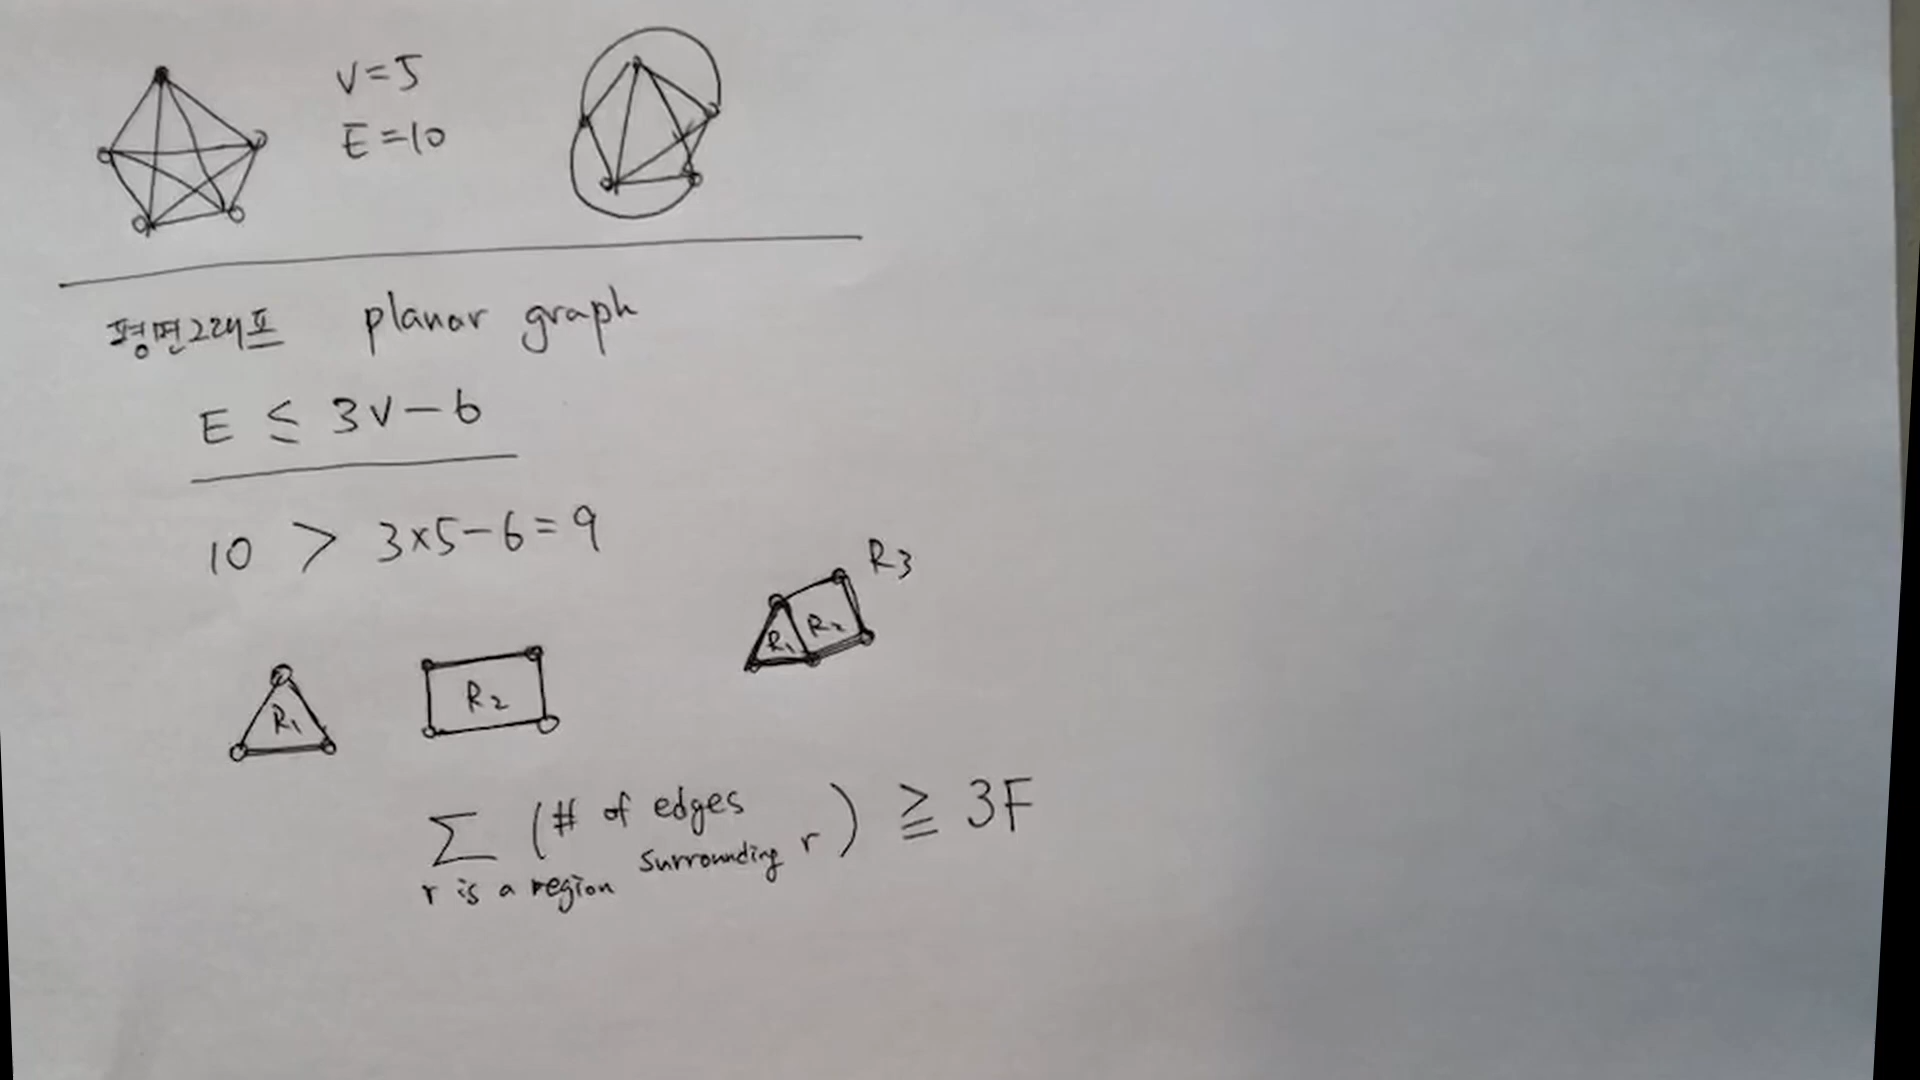 V=5
E=10
평면그래프 planar graph
E ≤ 3V-6
10 > 3×5-6=9
R3
R1 R2
R1 R2
∑ (# of edges surrounding r) ≧ 3F
r is a region